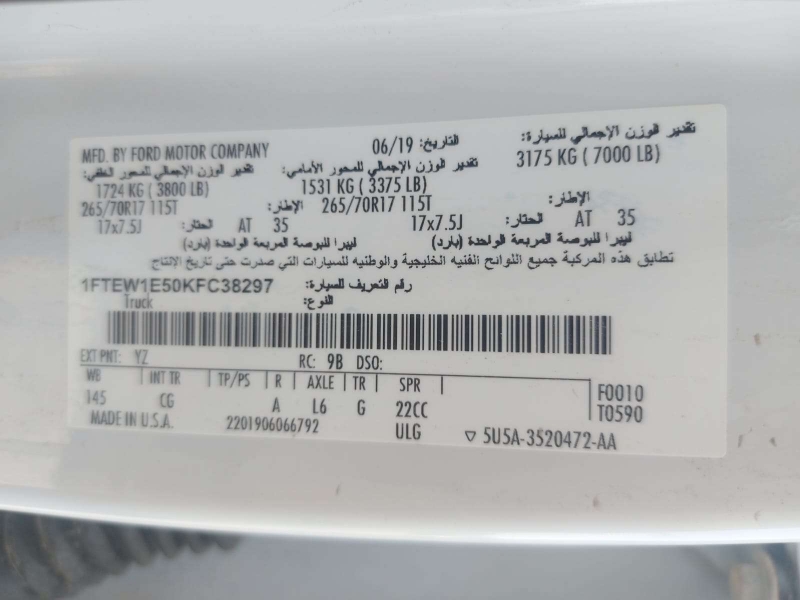 MFD. BY FORD MOTOR COMPANY 06/19 التاريخ: تقدير الوزن الإجمالي للسيارة:
3175 KG ( 7000 LB)
تقدير الوزن الإجمالي للمحور الأمامي: تقدير الوزن الإجمالي للمحور الخلفي:
1724 KG ( 3800 LB) 1531 KG ( 3375 LB)
265/70R17 115T الإطار: 265/70R17 115T الإطار:
17x7.5J الحتار: AT 35 17x7.5J الحتار: AT 35
ليبرا للبوصة المربعة الواحدة (بارد) ليبرا للبوصة المربعة الواحدة (بارد)
تطابق هذه المركبة جميع اللوائح الفنيه الخليجية والوطنيه للسيارات التي صدرت حتى تاريخ الإنتاج
1FTEW1E50KFC38297 رقم التعريف للسيارة:
Truck النوع:
EXT PNT: YZ RC: 9B DSO:
WB INT TR TP/PS R AXLE TR SPR F0010
145 CG A L6 G 22CC T0590
MADE IN U.S.A. 2201906066792 ULG ▽ 5U5A-3520472-AA